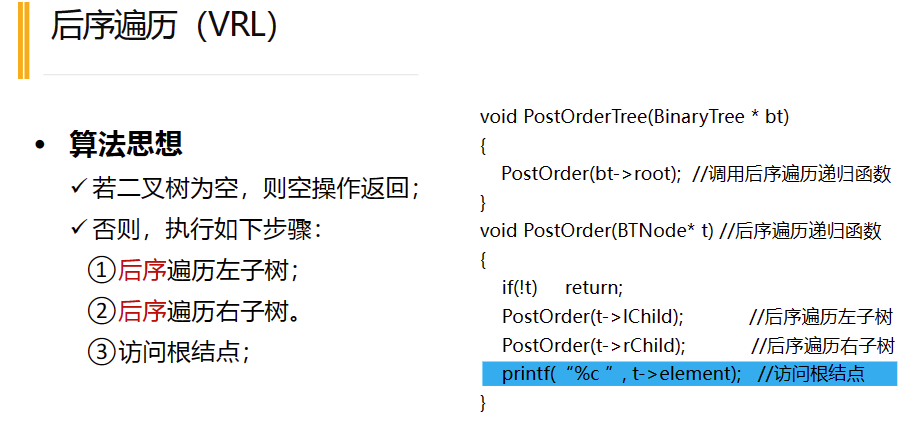 后序遍历（VRL）
• 算法思想
✓若二叉树为空，则空操作返回；
✓否则，执行如下步骤：
①后序遍历左子树；
②后序遍历右子树。
③访问根结点；
void PostOrderTree(BinaryTree * bt)
{
PostOrder(bt->root); //调用后序遍历递归函数
}
void PostOrder(BTNode* t) //后序遍历递归函数
{
if(!t) return;
PostOrder(t->lChild); //后序遍历左子树
PostOrder(t->rChild); //后序遍历右子树
printf( “%c ” , t->element); //访问根结点
}